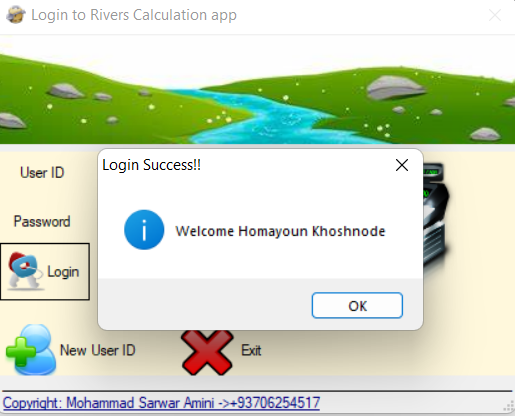 Login to Rivers Calculation app
User ID
Login Success!!
Password
Welcome Homayoun Khoshnode
Login
OK
New User ID
Exit
Copyright: Mohammad Sarwar Amini ->+93706254517